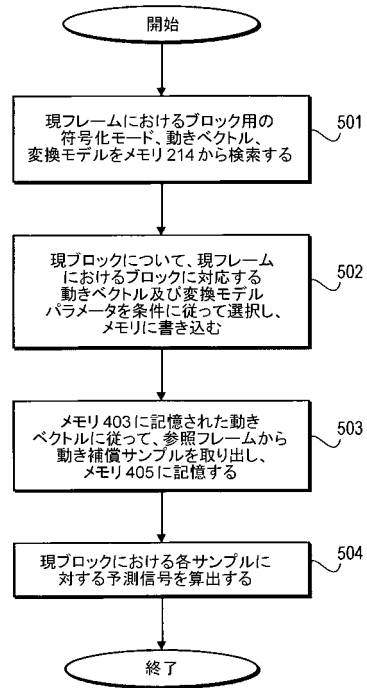 開始
現フレームにおけるブロック用の
符号化モード、動きベクトル、
変換モデルをメモリ214から検索する
501
現ブロックについて、現フレーム
におけるブロックに対応する
動きベクトル及び変換モデル
パラメータを条件に従って選択し、
メモリに書き込む
502
メモリ403に記憶された動き
ベクトルに従って、参照フレームから
動き補償サンプルを取り出し、
メモリ405に記憶する
503
現ブロックにおける各サンプルに
対する予測信号を算出する
504
終了